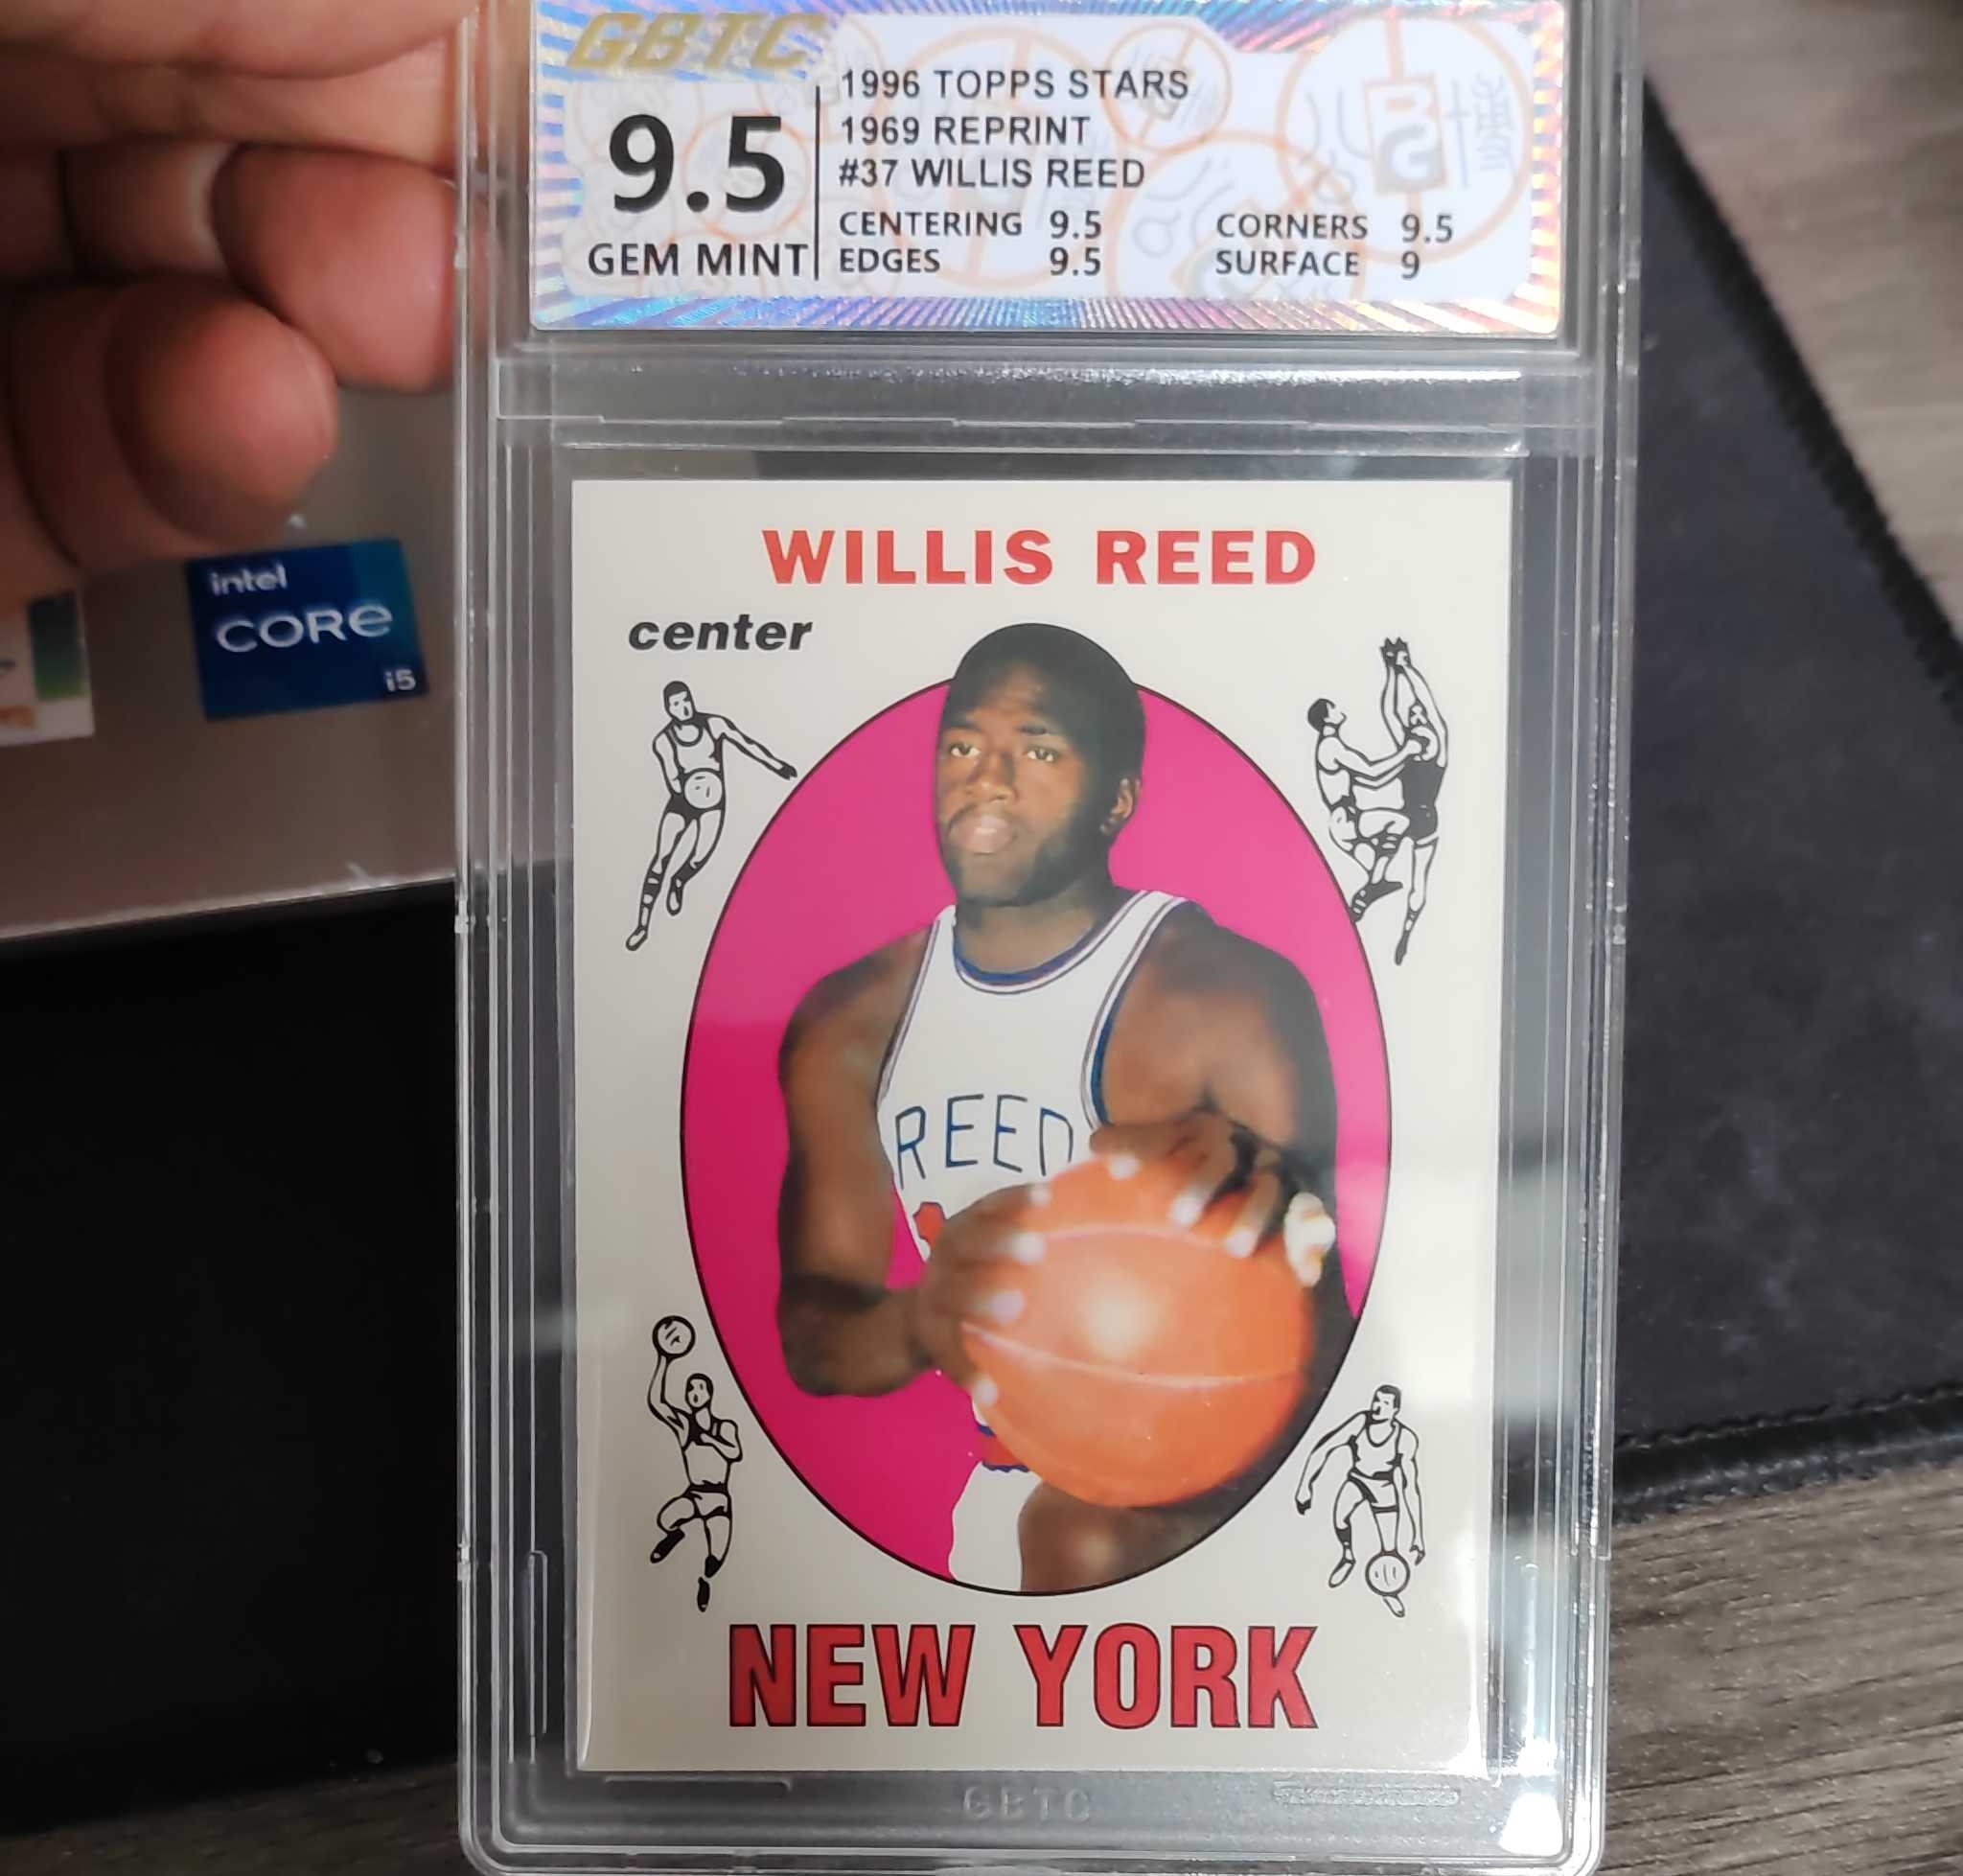 GBTC
9.5
GEM MINT
1996 TOPPS STARS
1969 REPRINT
#37 WILLIS REED
CENTERING 9.5 CORNERS 9.5
EDGES 9.5 SURFACE 9
BG
intel
CORe
i5
WILLIS REED
center
REED
NEW YORK
GBTC